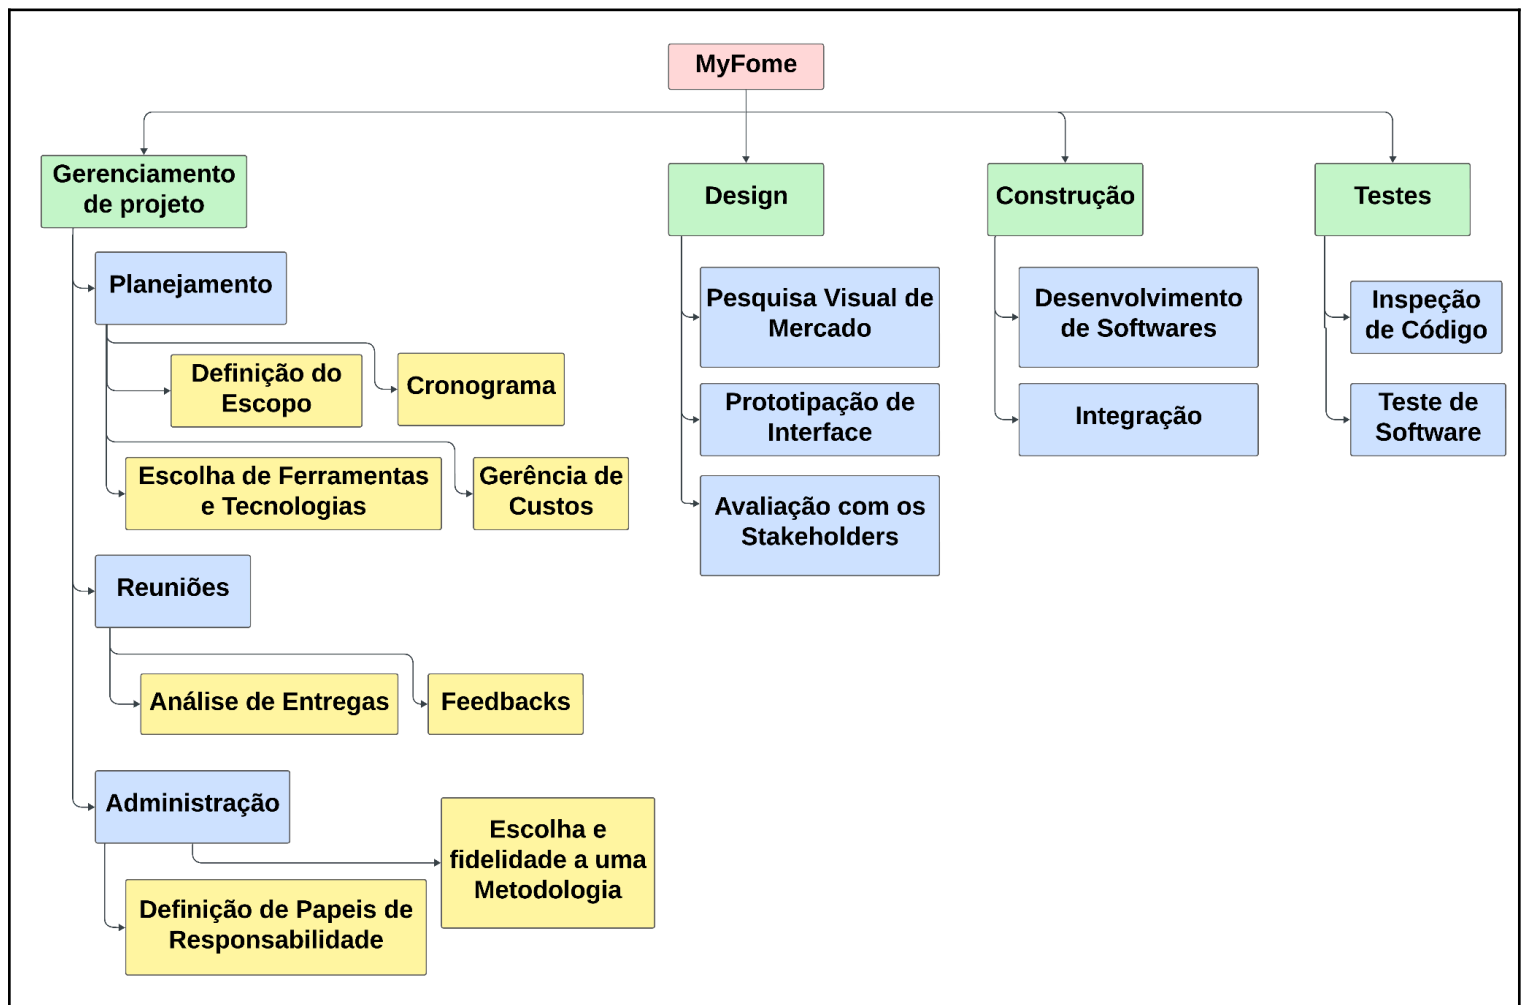 MyFome
Gerenciamento
de projeto
Design
Construção
Testes
Planejamento
Definição do
Escopo
Cronograma
Escolha de Ferramentas
e Tecnologias
Gerência de
Custos
Reuniões
Análise de Entregas
Feedbacks
Administração
Escolha e
fidelidade a uma
Metodologia
Definição de Papeis de
Responsabilidade
Pesquisa Visual de
Mercado
Prototipação de
Interface
Avaliação com os
Stakeholders
Desenvolvimento
de Softwares
Integração
Inspeção
de Código
Teste de
Software